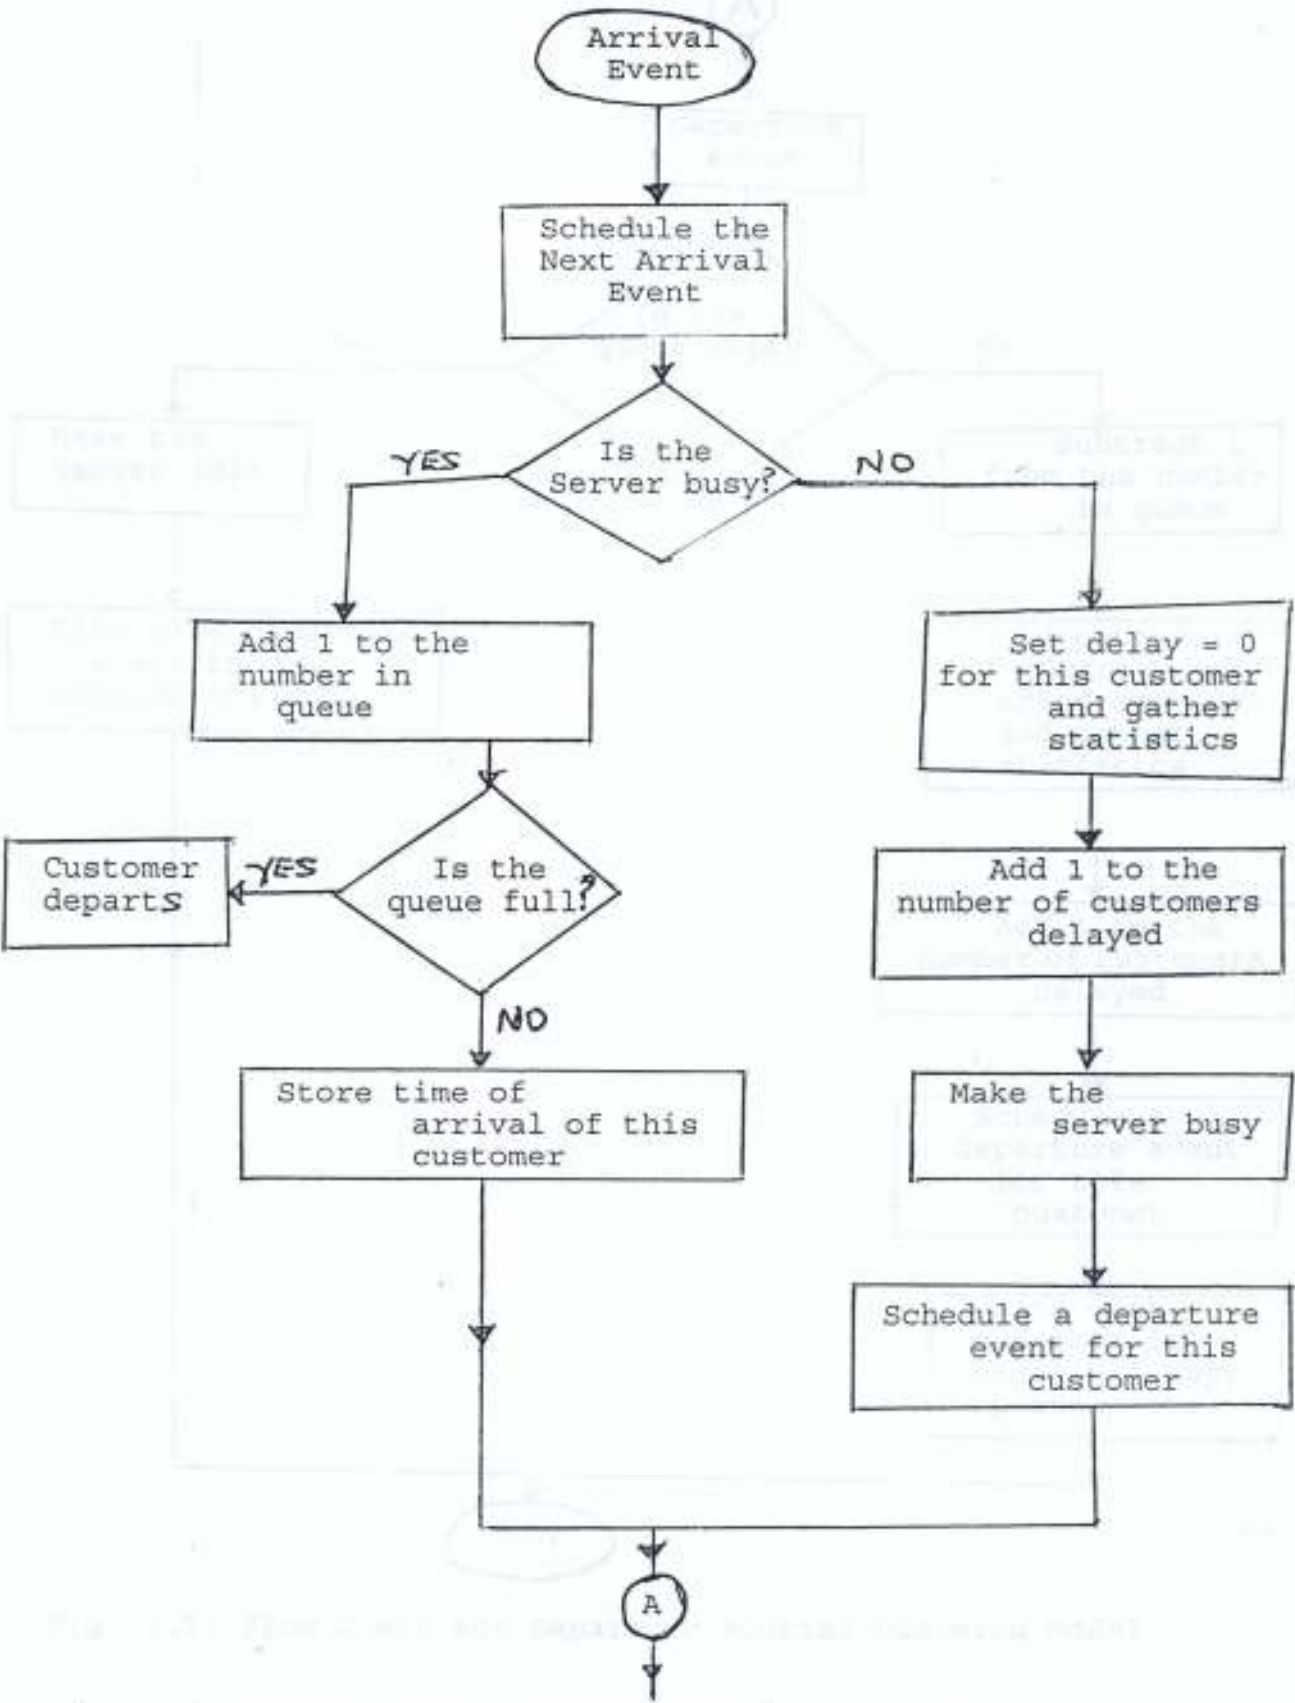 Arrival
Event
Schedule the
Next Arrival
Event
Is the
Server busy?
YES
NO
Add 1 to the
number in
queue
Set delay = 0
for this customer
and gather
statistics
Is the
queue full?
YES
Customer
departs
Add 1 to the
number of customers
delayed
NO
Store time of
arrival of this
customer
Make the
server busy
Schedule a departure
event for this
customer
A